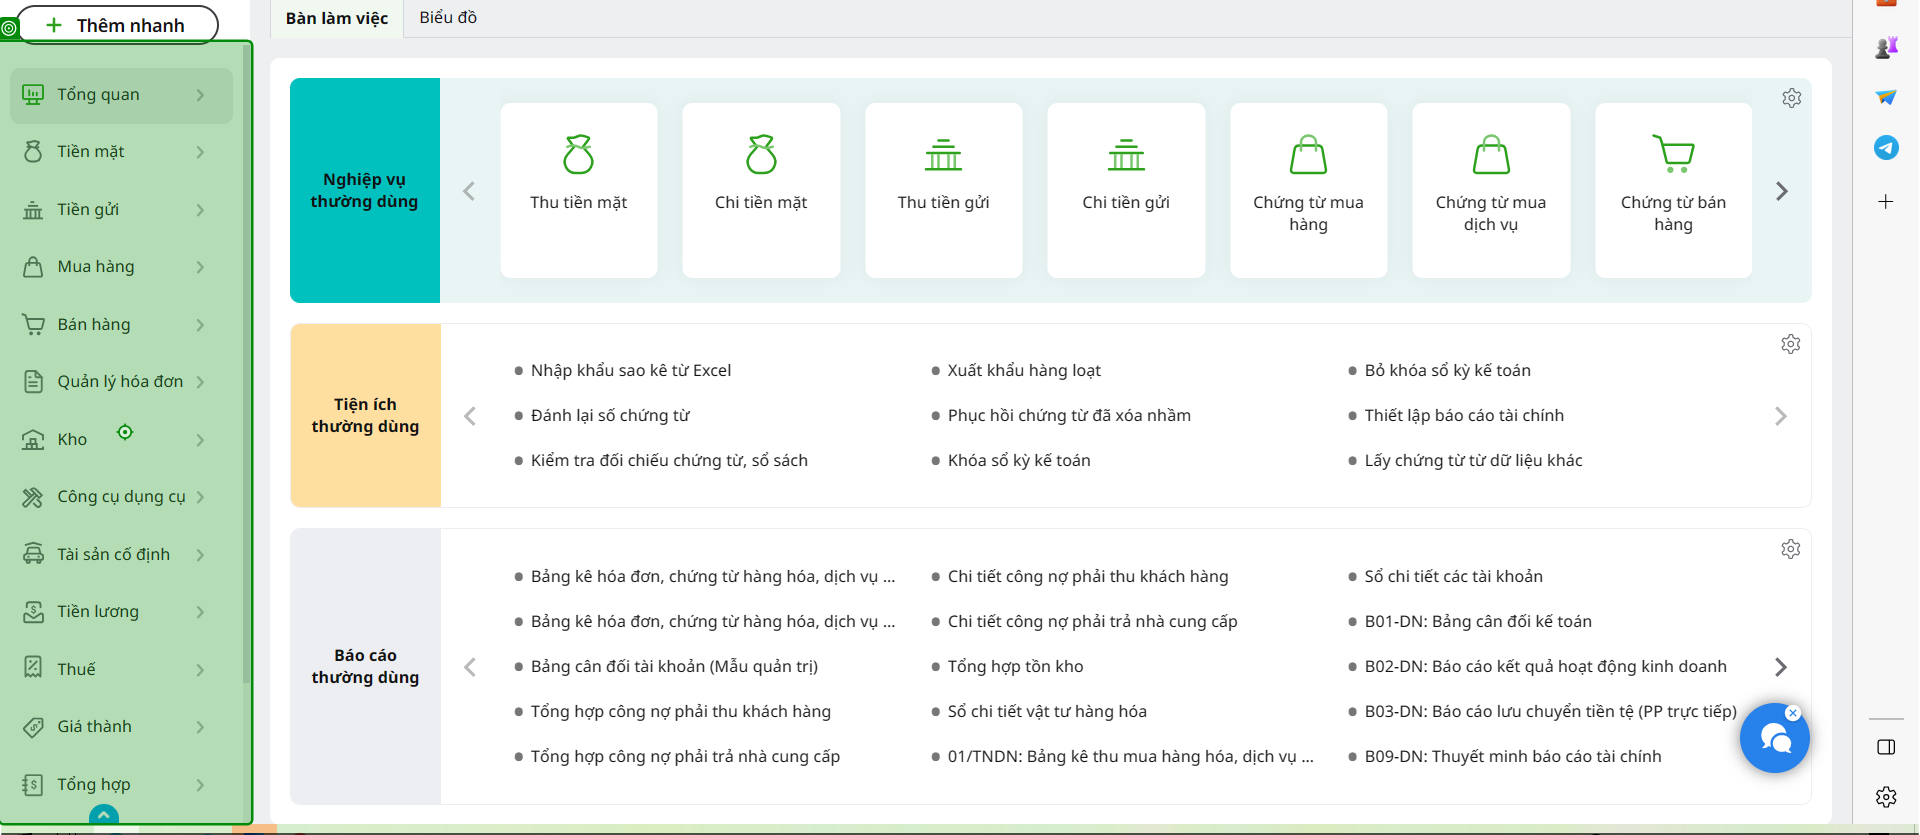 Thêm nhanh
Bàn làm việc
Biểu đồ
Tổng quan
Tiền mặt
Tiền gửi
Mua hàng
Bán hàng
Quản lý hóa đơn
Kho
Công cụ dụng cụ
Tài sản cố định
Tiền lương
Thuế
Giá thành
Tổng hợp
Nghiệp vụ
thường dùng
Thu tiền mặt
Chi tiền mặt
Thu tiền gửi
Chi tiền gửi
Chứng từ mua
hàng
Chứng từ mua
dịch vụ
Chứng từ bán
hàng
Tiện ích
thường dùng
Nhập khẩu sao kê từ Excel
Đánh lại số chứng từ
Kiểm tra đối chiếu chứng từ, sổ sách
Xuất khẩu hàng loạt
Phục hồi chứng từ đã xóa nhầm
Khóa sổ kỳ kế toán
Bỏ khóa sổ kỳ kế toán
Thiết lập báo cáo tài chính
Lấy chứng từ từ dữ liệu khác
Báo cáo
thường dùng
Bảng kê hóa đơn, chứng từ hàng hóa, dịch vụ ...
Bảng kê hóa đơn, chứng từ hàng hóa, dịch vụ ...
Bảng cân đối tài khoản (Mẫu quản trị)
Tổng hợp công nợ phải thu khách hàng
Tổng hợp công nợ phải trả nhà cung cấp
Chi tiết công nợ phải thu khách hàng
Chi tiết công nợ phải trả nhà cung cấp
Tổng hợp tồn kho
Sổ chi tiết vật tư hàng hóa
01/TNDN: Bảng kê thu mua hàng hóa, dịch vụ ...
Sổ chi tiết các tài khoản
B01-DN: Bảng cân đối kế toán
B02-DN: Báo cáo kết quả hoạt động kinh doanh
B03-DN: Báo cáo lưu chuyển tiền tệ (PP trực tiếp)
B09-DN: Thuyết minh báo cáo tài chính